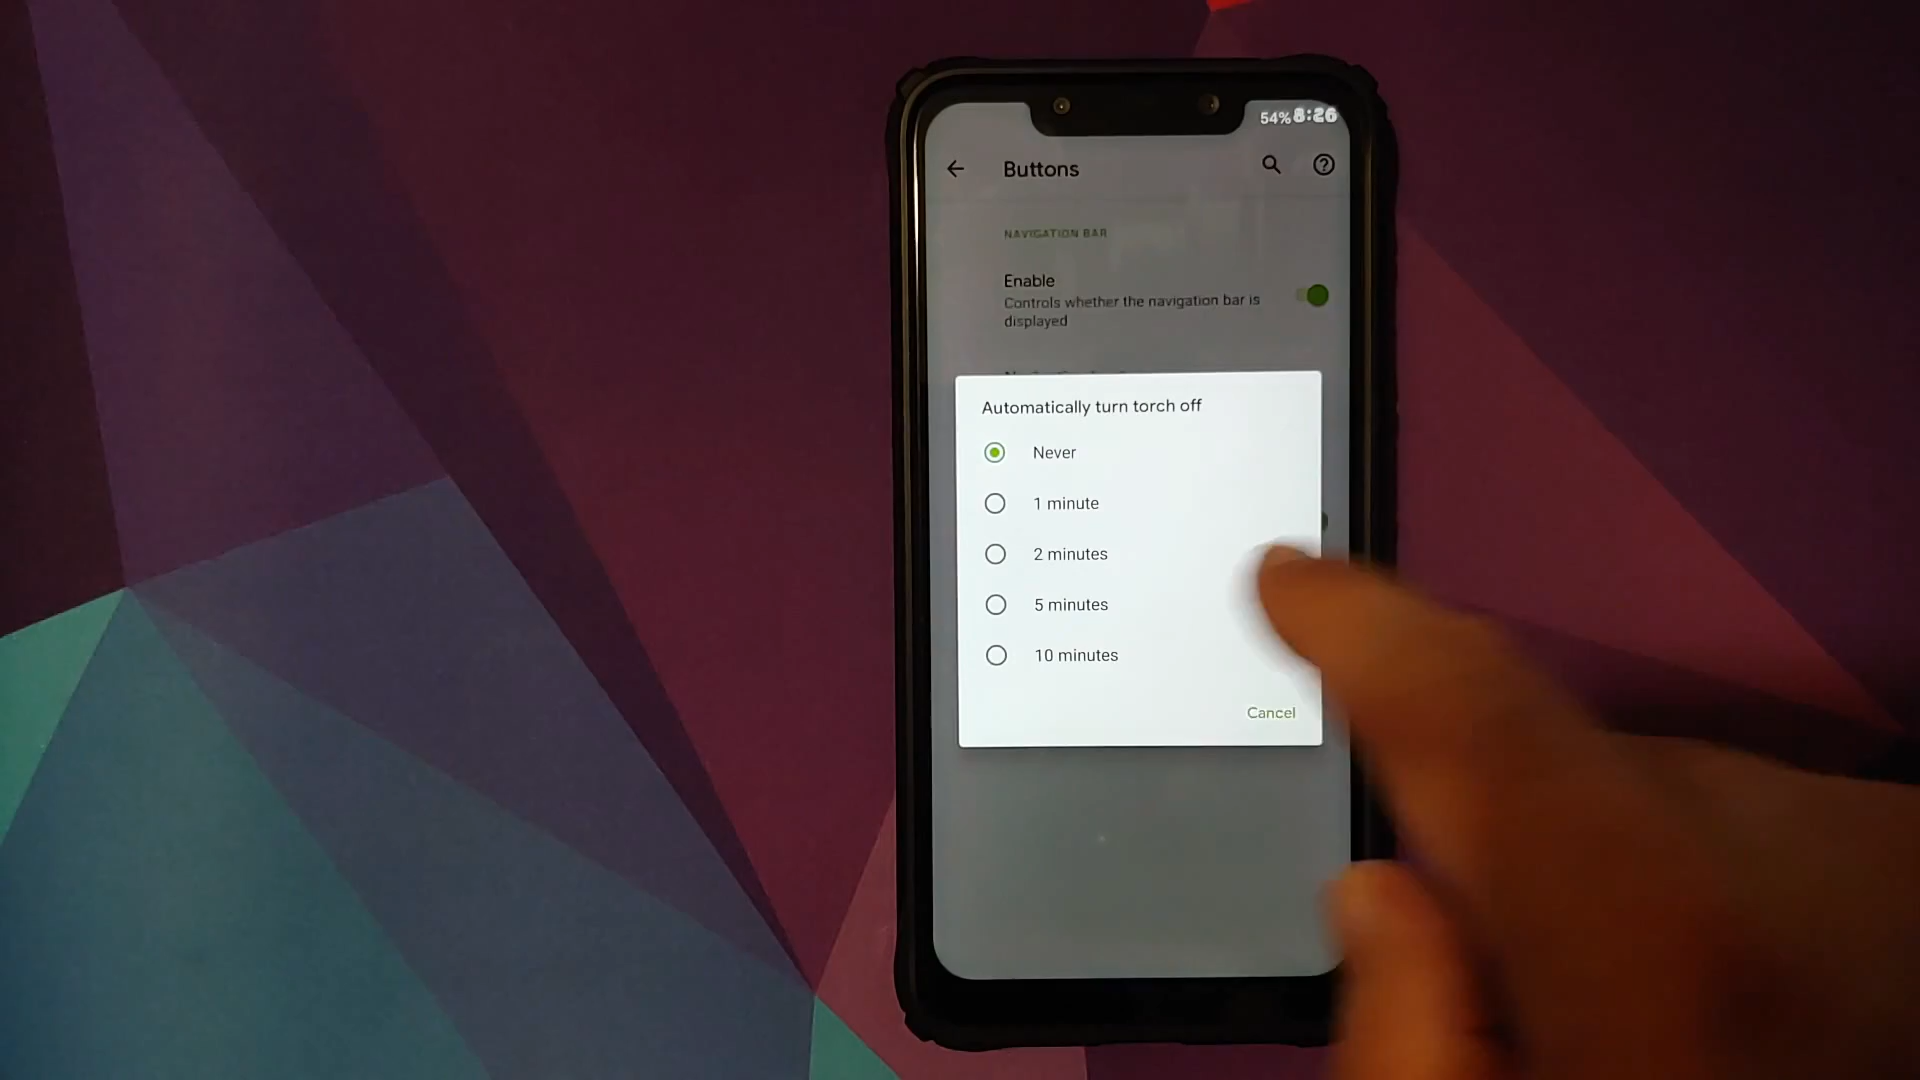 54% 8:26
Buttons
NAVIGATION BAR
Enable
Controls whether the navigation bar is
displayed
Automatically turn torch off
Never
1 minute
2 minutes
5 minutes
10 minutes
Cancel